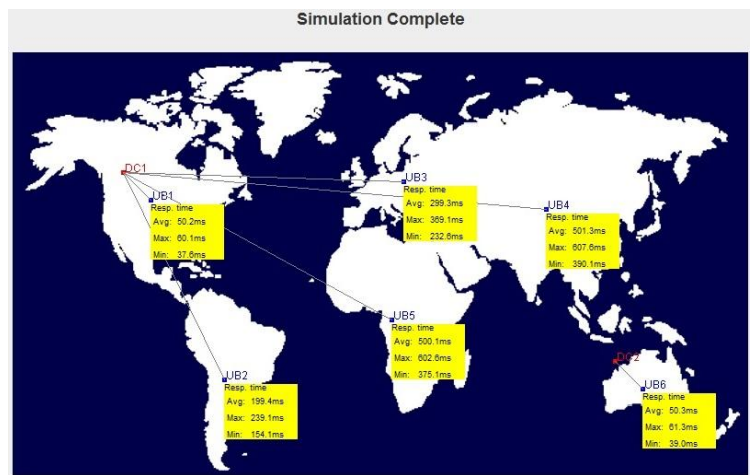 Simulation Complete
DC1
UB1
Resp. time
Avg: 50.2ms
Max: 60.1ms
Min: 37.6ms
UB3
Resp. time
Avg: 299.3ms
Max: 369.1ms
Min: 232.6ms
UB4
Resp. time
Avg: 501.3ms
Max: 607.6ms
Min: 390.1ms
UB5
Resp. time
Avg: 500.1ms
Max: 602.6ms
Min: 375.1ms
UB2
Resp. time
Avg: 199.4ms
Max: 239.1ms
Min: 154.1ms
DC2
UB6
Resp. time
Avg: 50.3ms
Max: 61.3ms
Min: 39.0ms